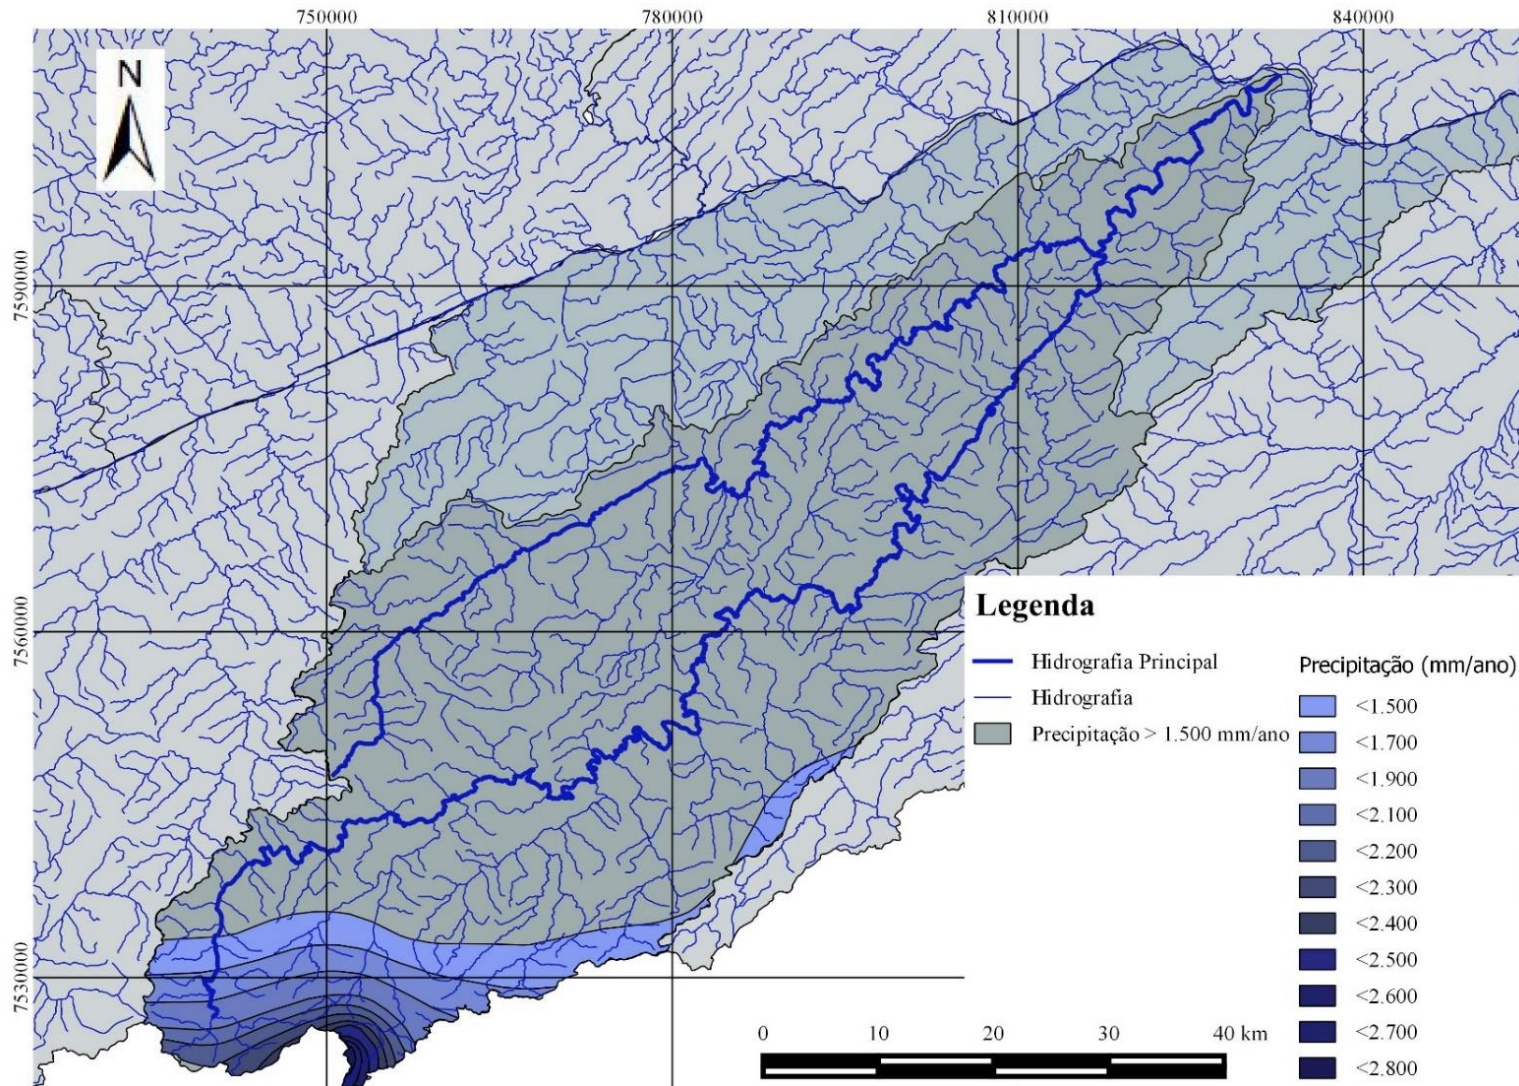 750000
780000
810000
840000
N
7590000
7560000
7530000
Legenda
Hidrografia Principal
Hidrografia
Precipitação > 1.500 mm/ano
Precipitação (mm/ano)
<1.500
<1.700
<1.900
<2.100
<2.200
<2.300
<2.400
<2.500
<2.600
<2.700
<2.800
0 10 20 30 40 km